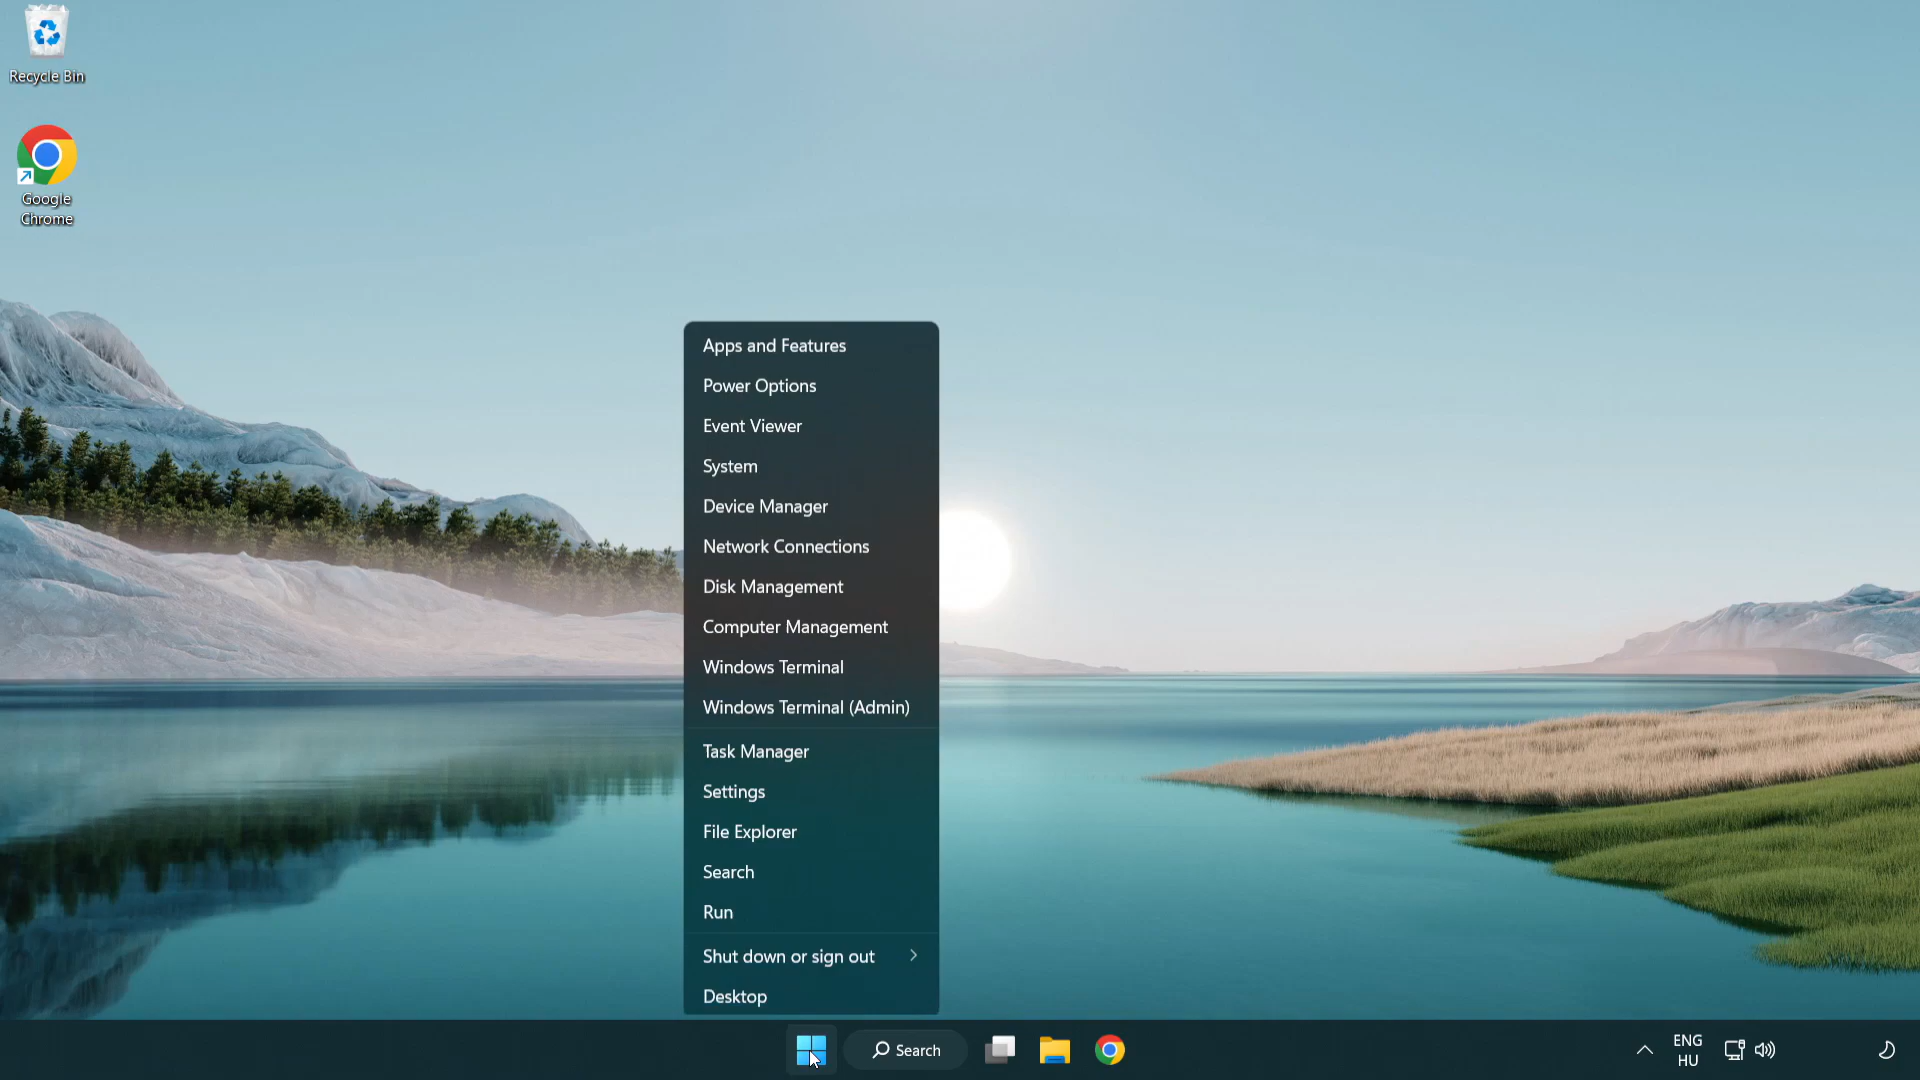 Recycle Bin
Google
Chrome
Apps and Features
Power Options
Event Viewer
System
Device Manager
Network Connections
Disk Management
Computer Management
Windows Terminal
Windows Terminal (Admin)
Task Manager
Settings
File Explorer
Search
Run
Shut down or sign out
Desktop
Search
ENG
HU